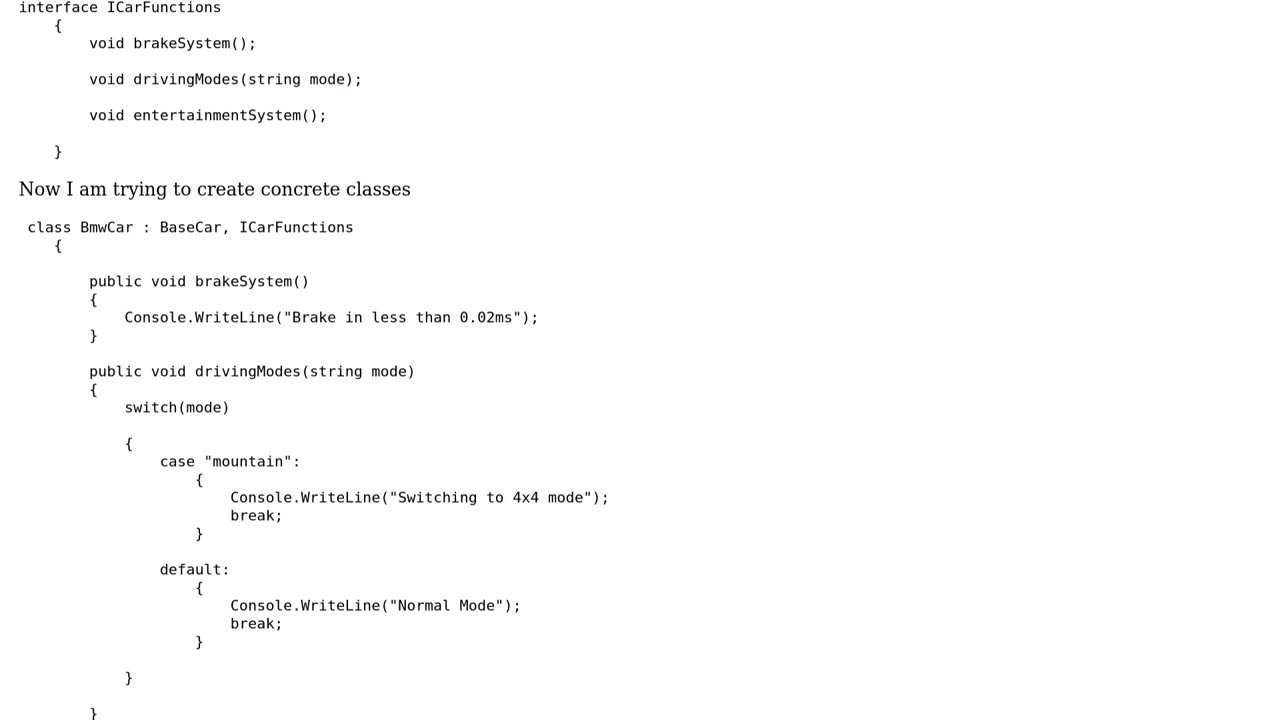 interface ICarFunctions
    {
        void brakeSystem();
        void drivingModes(string mode);
        void entertainmentSystem();
    }
Now I am trying to create concrete classes
 class BmwCar : BaseCar, ICarFunctions
    {
        public void brakeSystem()
        {
            Console.WriteLine("Brake in less than 0.02ms");
        }
        public void drivingModes(string mode)
        {
            switch(mode)
            {
                case "mountain":
                    {
                        Console.WriteLine("Switching to 4x4 mode");
                        break;
                    }
                default:
                    {
                        Console.WriteLine("Normal Mode");
                        break;
                    }
            }
        }